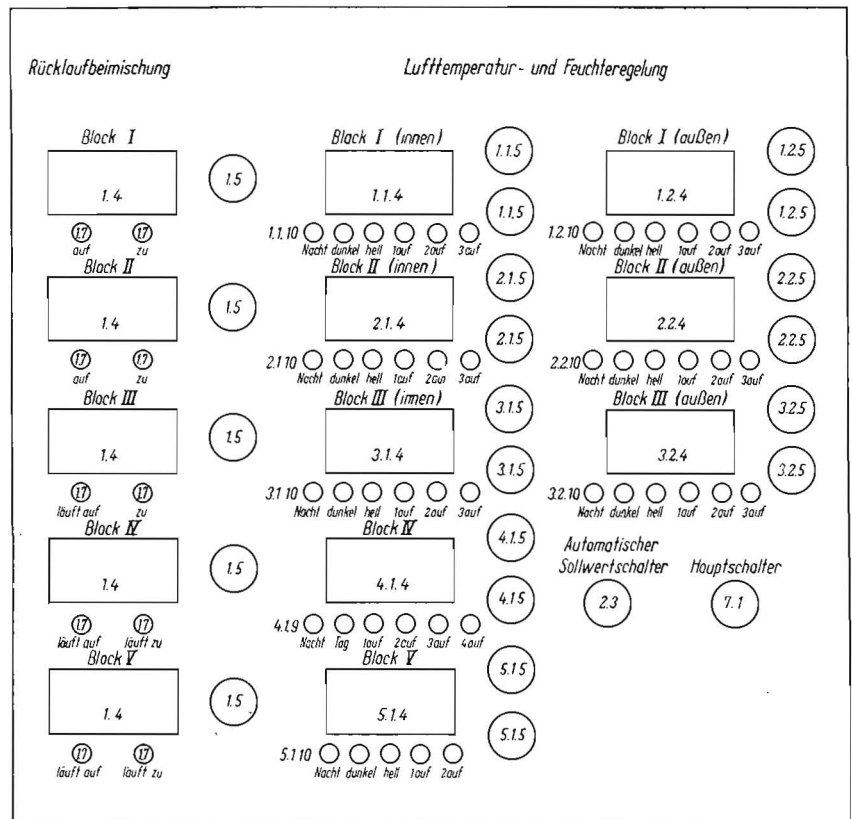 Rücklaufbeimischung
Lufttemperatur- und Feuchteregelung
Block I
1.4
1.5
1.7 1.7
auf zu
Block II
1.4
1.5
1.7 1.7
auf zu
Block III
1.4
1.5
1.7 1.7
läuft auf zu
Block IV
1.4
1.5
1.7 1.7
läuft auf läuft zu
Block V
1.4
1.5
1.7 1.7
läuft auf läuft zu
Block I (innen)
1.1.4
1.1.5
1.1.5
1.1.10
Nacht dunkel hell 1auf 2auf 3auf
Block II (innen)
2.1.4
2.1.5
2.1.5
2.1.10
Nacht dunkel hell 1auf 2auf 3auf
Block III (innen)
3.1.4
3.1.5
3.1.5
3.1.10
Nacht dunkel hell 1auf 2auf 3auf
Block IV
4.1.4
4.1.5
4.1.5
4.1.9
Nacht Tag 1auf 2auf 3auf 4auf
Block V
5.1.4
5.1.5
5.1.5
5.1.10
Nacht dunkel hell 1auf 2auf
Block I (außen)
1.2.4
1.2.5
1.2.5
1.2.10
Nacht dunkel hell 1auf 2auf 3auf
Block II (außen)
2.2.4
2.2.5
2.2.5
2.2.10
Nacht dunkel hell 1auf 2auf 3auf
Block III (außen)
3.2.4
3.2.5
3.2.5
3.2.10
Nacht dunkel hell 1auf 2auf 3auf
Automatischer
Sollwertschalter
2.3
Hauptschalter
7.1